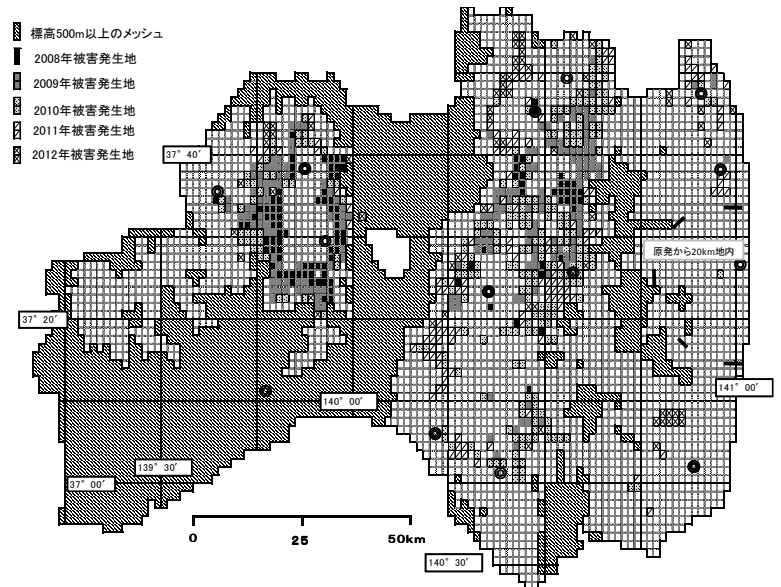 標高500m以上のメッシュ
2008年被害発生地
2009年被害発生地
2010年被害発生地
2011年被害発生地
2012年被害発生地
37° 40′
原発から20km地内
37° 20′
141° 00′
140° 00′
139° 30′
37° 00′
0 25 50km
140° 30′